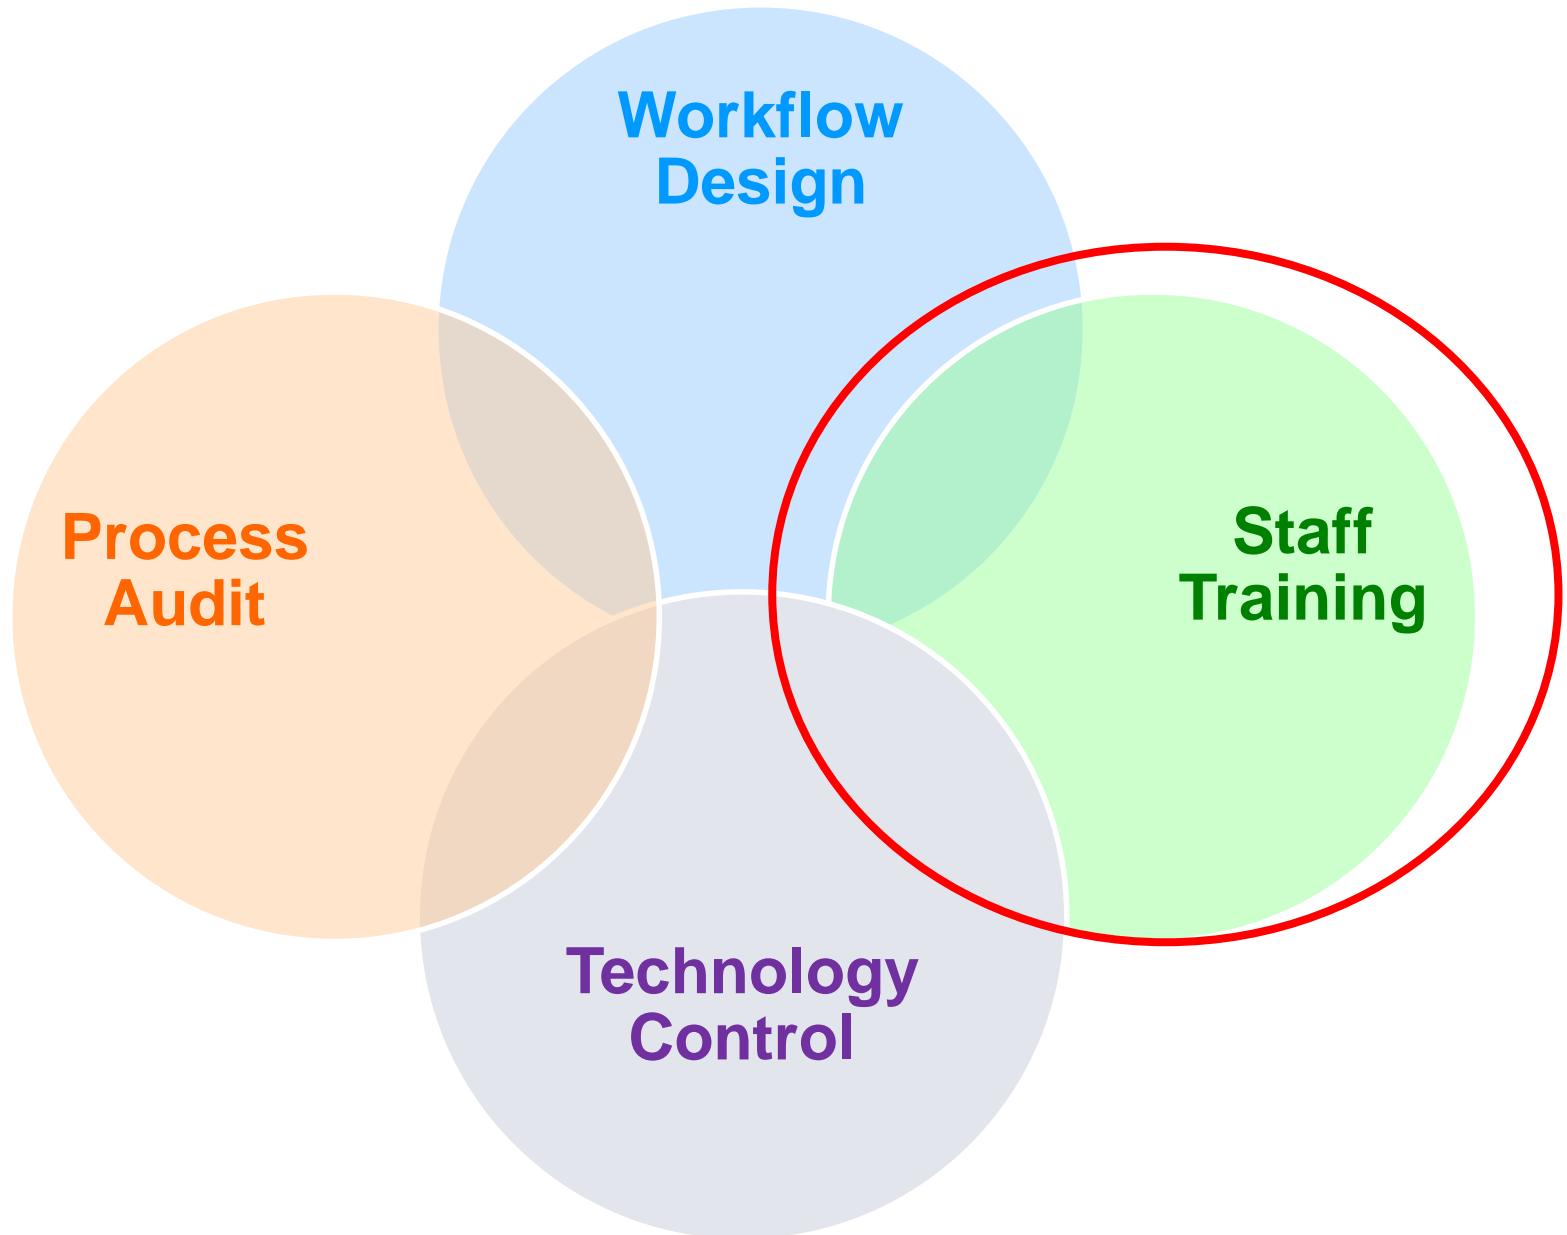 Workflow
Design
Process
Audit
Staff
Training
Technology
Control